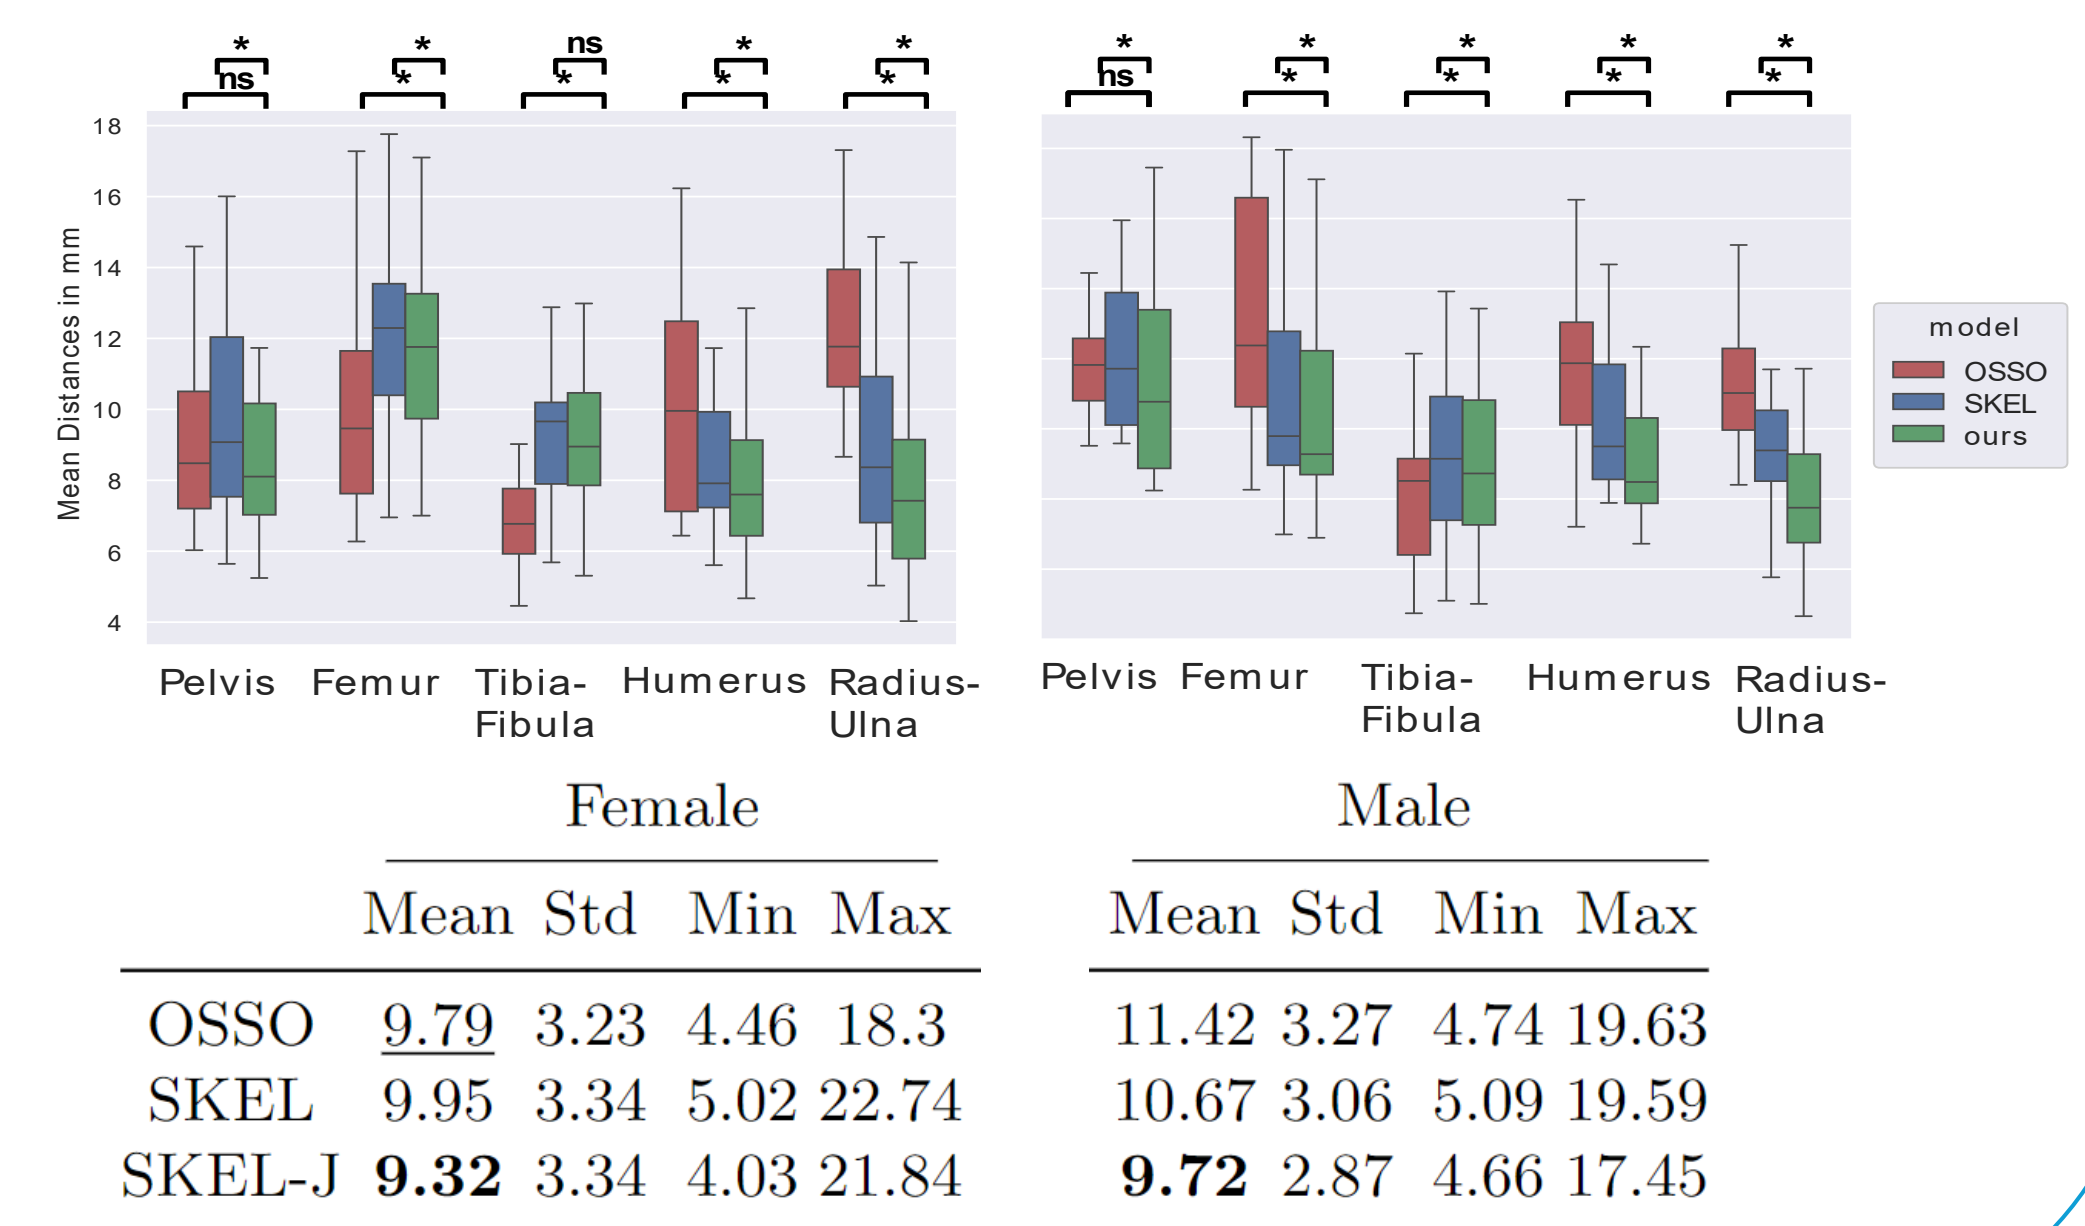 * * ns * *
ns * * * *
* * * * *
ns * * * *
18
16
14
12
10
8
6
4
Mean Distances in mm
Pelvis Femur Tibia- Humerus Radius-
Fibula Ulna
Pelvis Femur Tibia- Humerus Radius-
Fibula Ulna
model
OSSO
SKEL
ours
Female Male
Mean Std Min Max Mean Std Min Max
OSSO 9.79 3.23 4.46 18.3 11.42 3.27 4.74 19.63
SKEL 9.95 3.34 5.02 22.74 10.67 3.06 5.09 19.59
SKEL-J 9.32 3.34 4.03 21.84 9.72 2.87 4.66 17.45